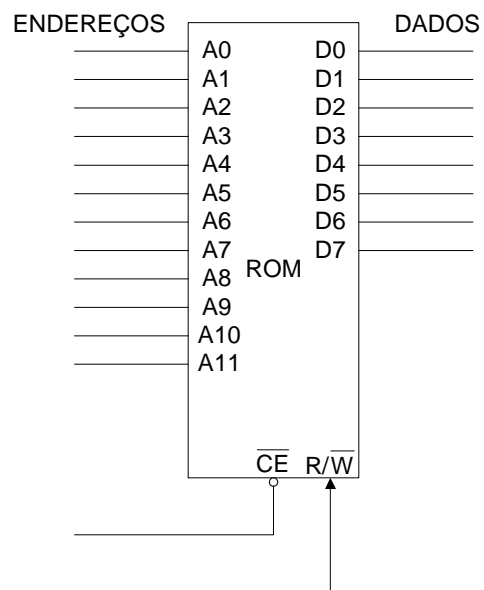 ENDEREÇOS DADOS
A0 D0
A1 D1
A2 D2
A3 D3
A4 D4
A5 D5
A6 D6
A7 D7
ROM
A8
A9
A10
A11
CE R/W